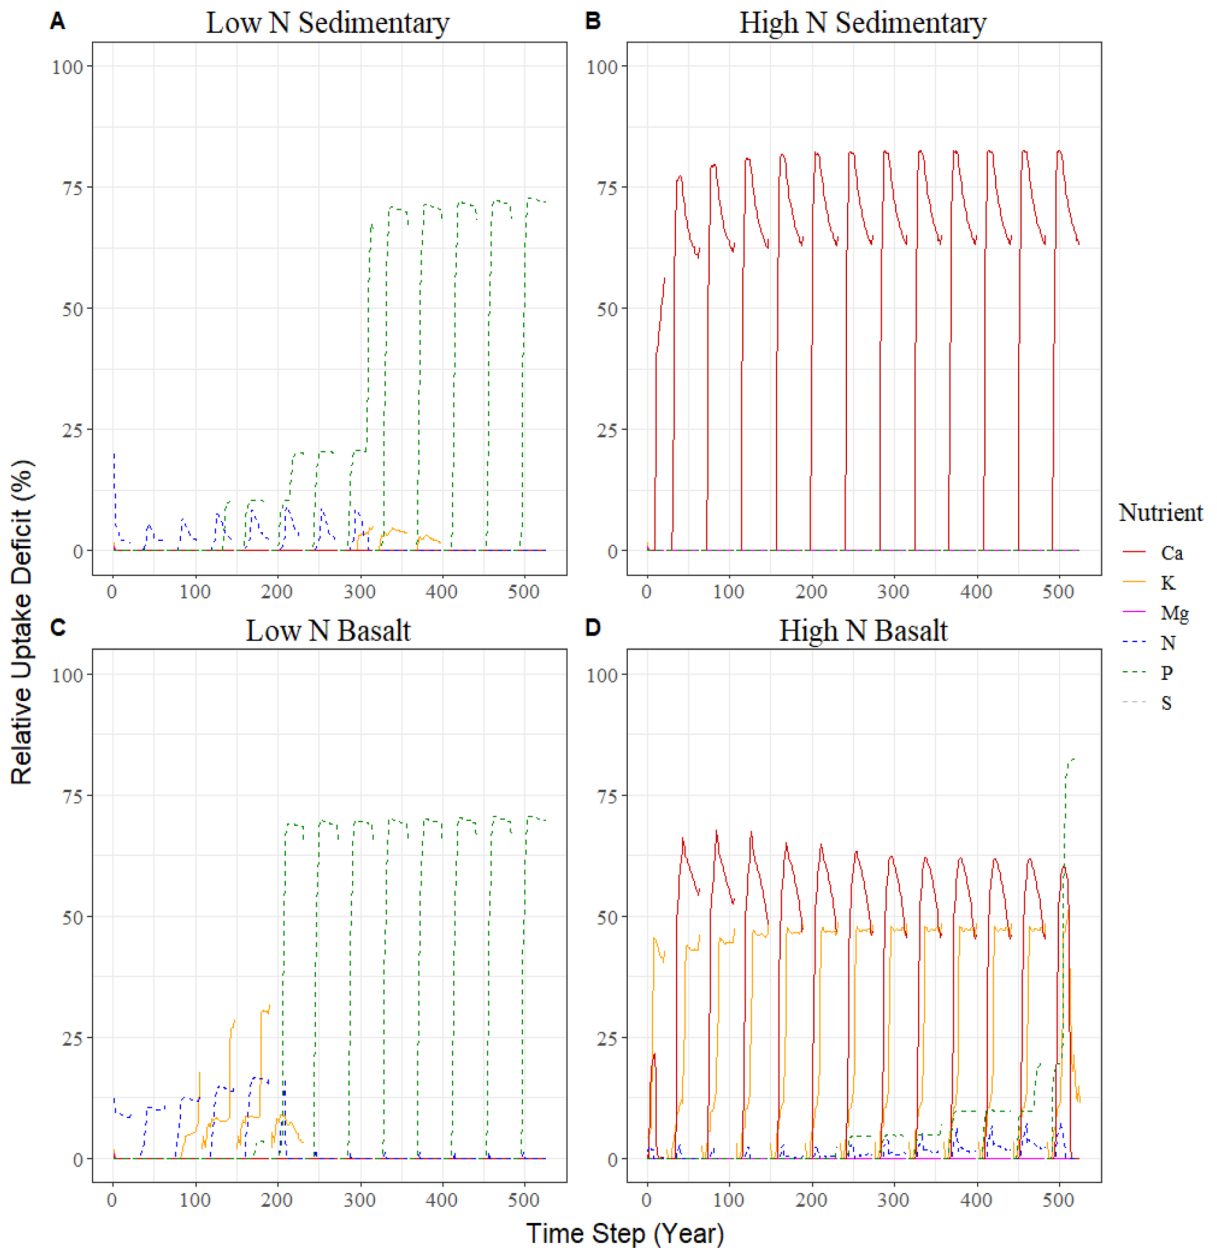 A Low N Sedimentary
B High N Sedimentary
100
75
50
25
0
0 100 200 300 400 500
100
75
50
25
0
0 100 200 300 400 500
C Low N Basalt
D High N Basalt
100
75
50
25
0
0 100 200 300 400 500
100
75
50
25
0
0 100 200 300 400 500
Relative Uptake Deficit (%)
Time Step (Year)
Nutrient
Ca
K
Mg
N
P
S